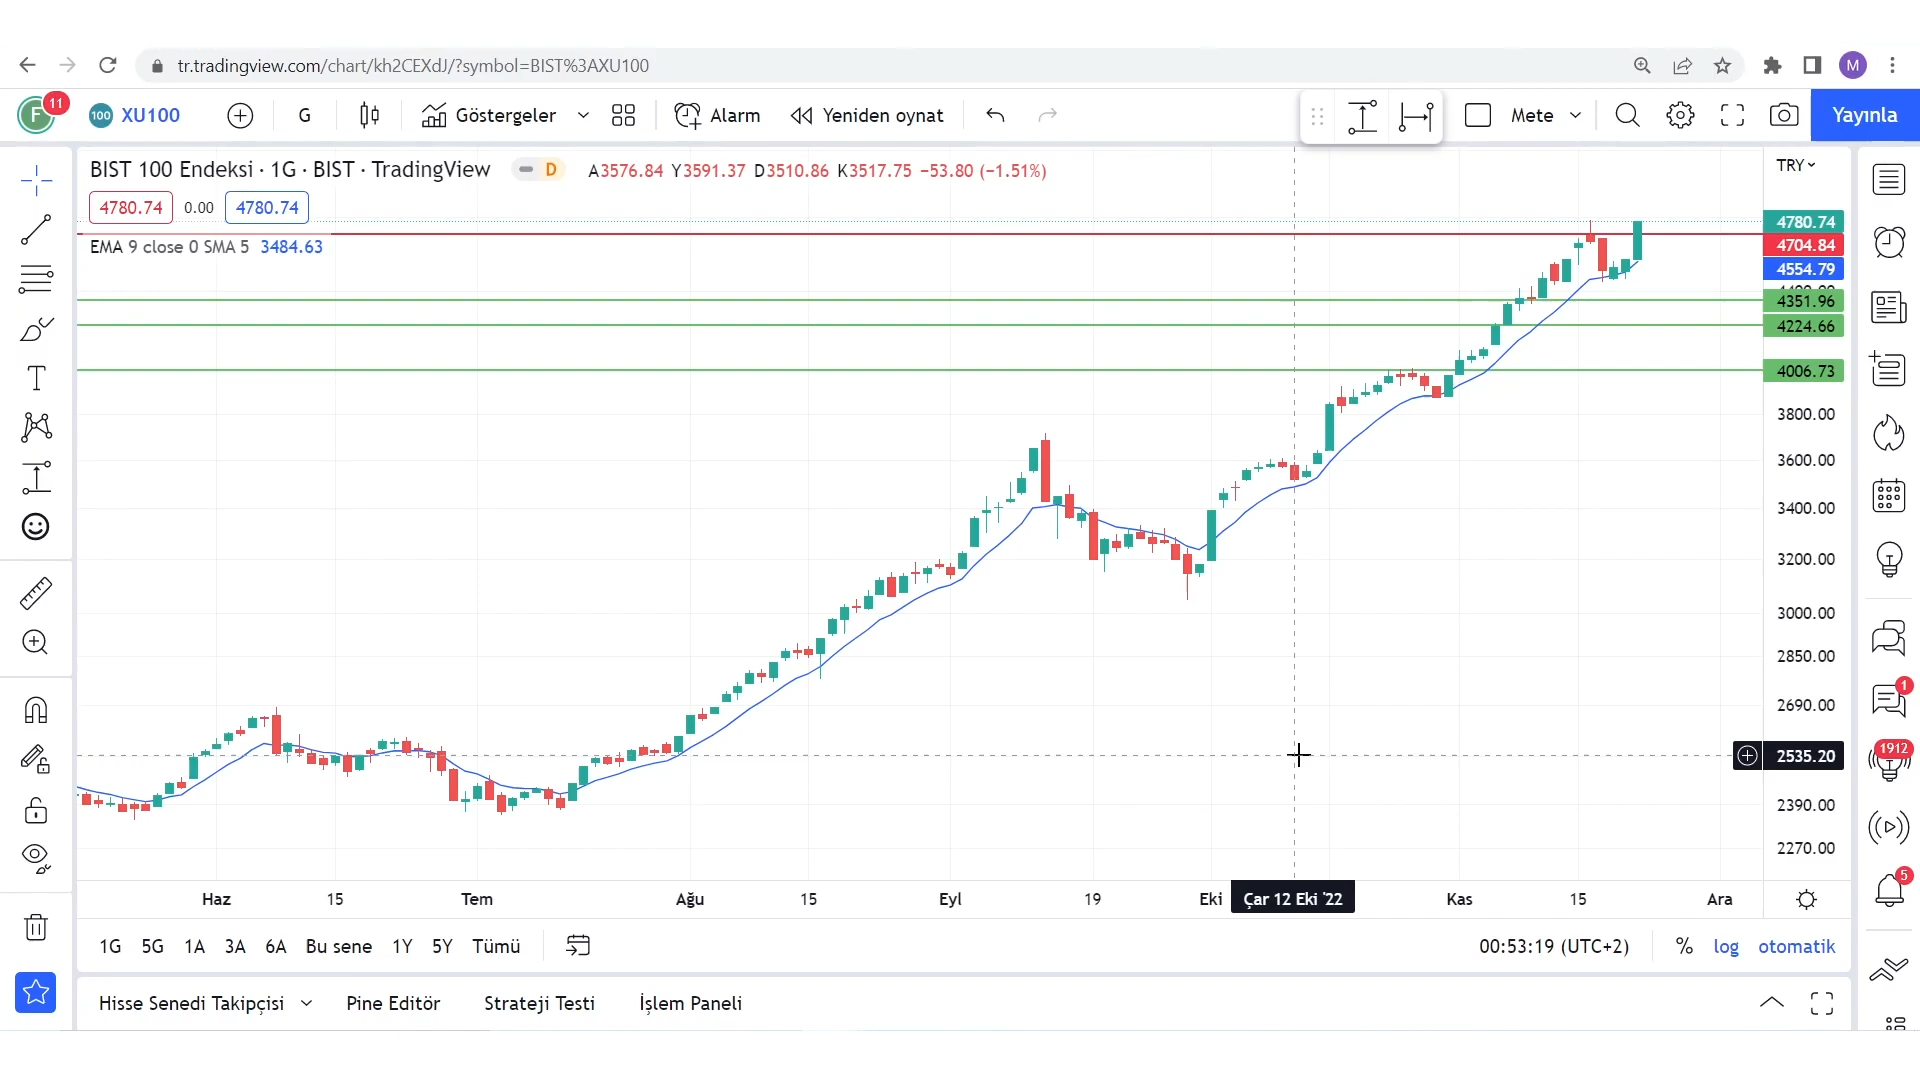 tr.tradingview.com/chart/kh2CEXdJ/?symbol=BIST%3AXU100
M
F 11 100 XU100 G Göstergeler Alarm Yeniden oynat Mete Yayınla
BIST 100 Endeksi · 1G · BIST · TradingView D A3576.84 Y3591.37 D3510.86 K3517.75 −53.80 (−1.51%)
TRY
4780.74 0.00 4780.74
EMA 9 close 0 SMA 5 3484.63
4780.74
4704.84
4554.79
4351.96
4224.66
4006.73
3800.00
3600.00
3400.00
3200.00
3000.00
2850.00
2690.00
2535.20
2390.00
2270.00
T
1
1912
5
Haz 15 Tem Ağu 15 Eyl 19 Eki Çar 12 Eki '22 Kas 15 Ara
1G 5G 1A 3A 6A Bu sene 1Y 5Y Tümü 00:53:19 (UTC+2) % log otomatik
Hisse Senedi Takipçisi Pine Editör Strateji Testi İşlem Paneli